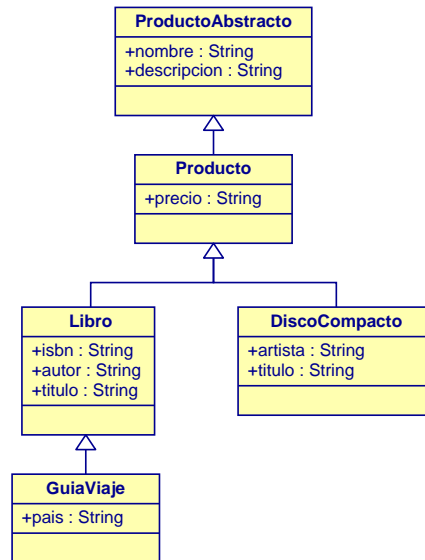 ProductoAbstracto
+nombre : String
+descripcion : String
Producto
+precio : String
Libro
+isbn : String
+autor : String
+titulo : String
DiscoCompacto
+artista : String
+titulo : String
GuiaViaje
+pais : String